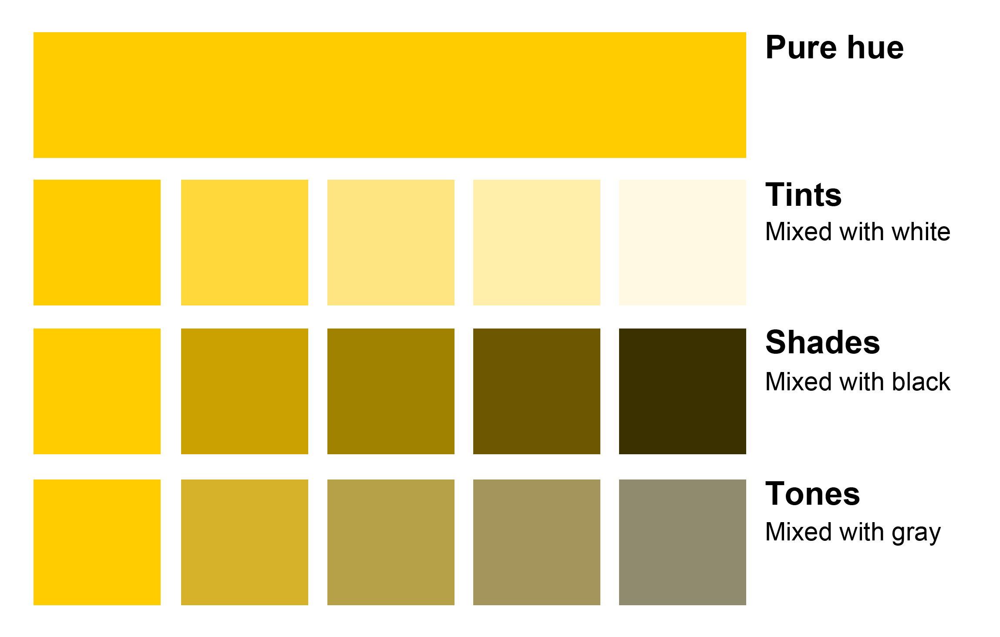 Pure hue
Tints
Mixed with white
Shades
Mixed with black
Tones
Mixed with gray